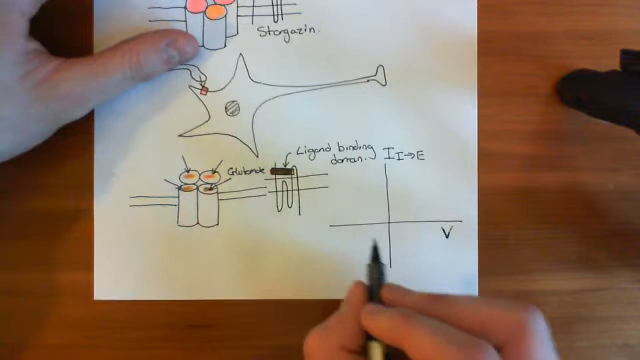 Stargazin.
Ligand binding
domain.
Glutamate
I I→E
V